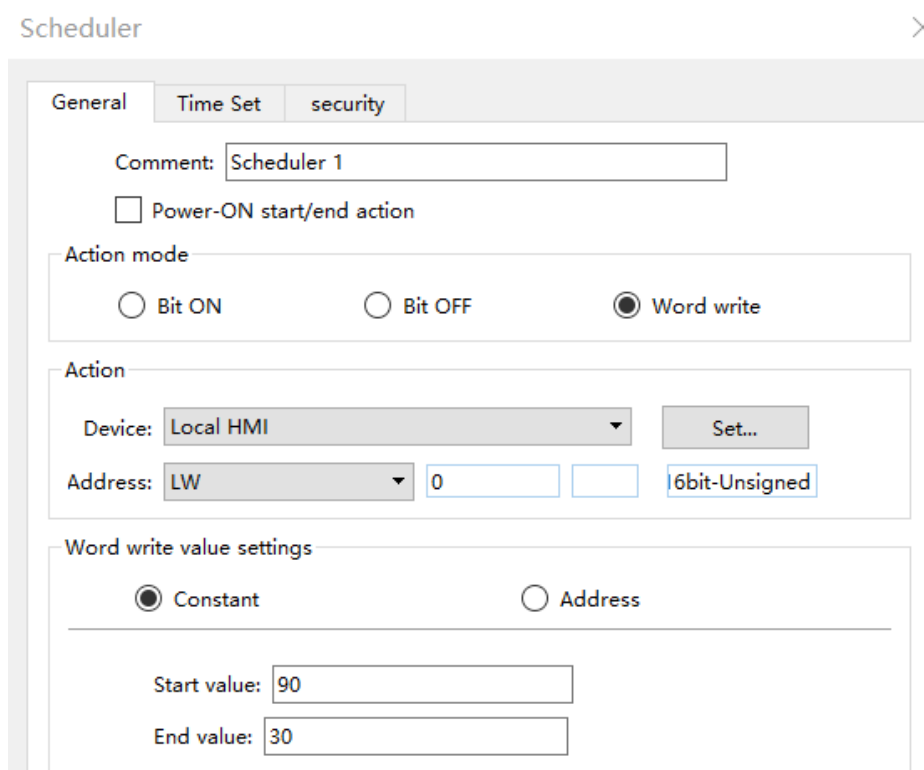 Scheduler
General Time Set security
Comment: Scheduler 1
Power-ON start/end action
Action mode
Bit ON Bit OFF Word write
Action
Device: Local HMI Set...
Address: LW 0 16bit-Unsigned
Word write value settings
Constant Address
Start value: 90
End value: 30